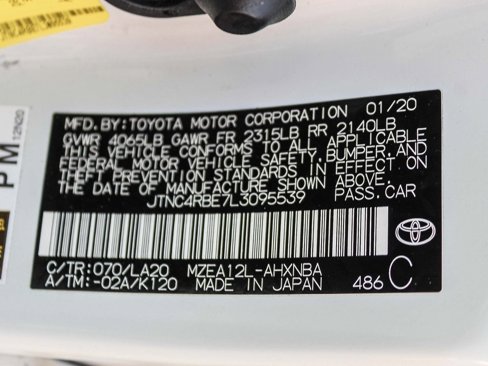 MFD. BY: TOYOTA MOTOR CORPORATION 01/20
GVWR 4065LB GAWR FR 2315LB RR 2140LB
THIS VEHICLE CONFORMS TO ALL APPLICABLE
FEDERAL MOTOR VEHICLE SAFETY, BUMPER, AND
THEFT PREVENTION STANDARDS IN EFFECT ON
THE DATE OF MANUFACTURE SHOWN ABOVE.
JTNC4RBE7L3095539 PASS. CAR
C/TR: 070/LA20 MZEA12L-AHXNBA
A/TM: -02A/K120 MADE IN JAPAN 486 C
PM
12N20